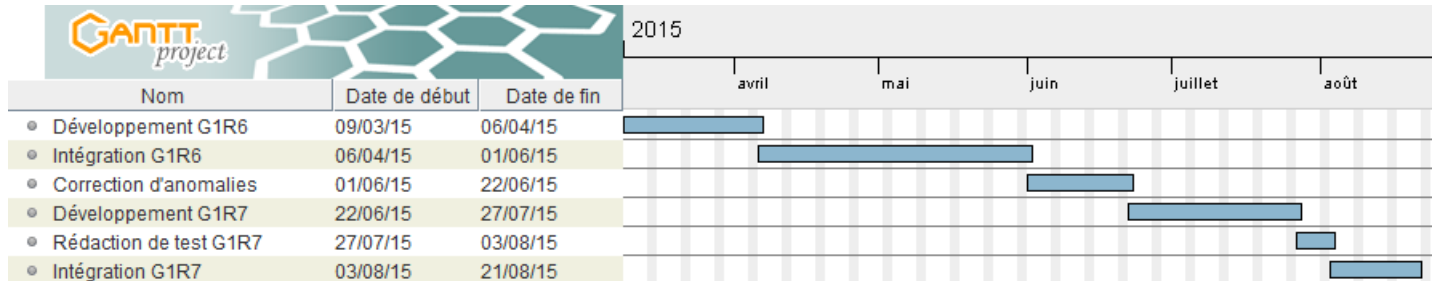 GANTT
project
2015
avril mai juin juillet août
Nom Date de début Date de fin
Développement G1R6 09/03/15 06/04/15
Intégration G1R6 06/04/15 01/06/15
Correction d'anomalies 01/06/15 22/06/15
Développement G1R7 22/06/15 27/07/15
Rédaction de test G1R7 27/07/15 03/08/15
Intégration G1R7 03/08/15 21/08/15